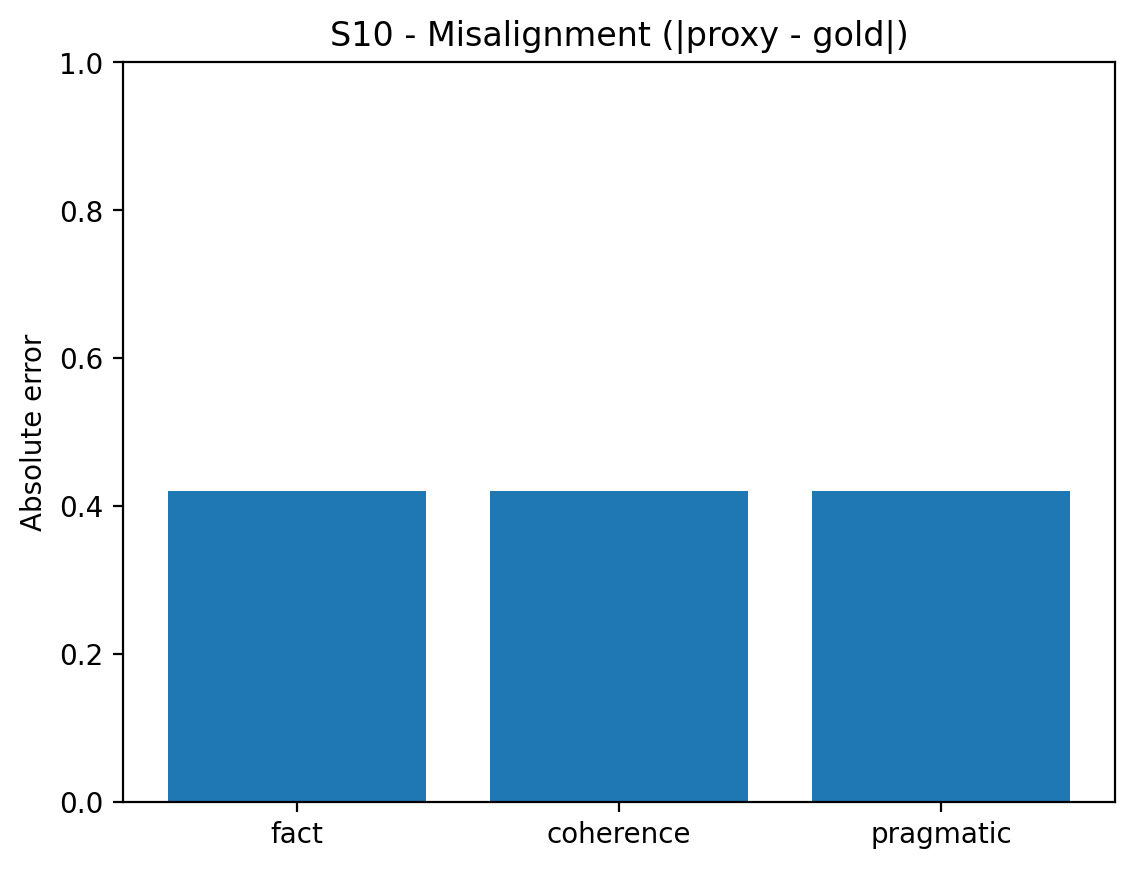 S10 - Misalignment (|proxy - gold|)
1.0
0.8
0.6
0.4
0.2
0.0
Absolute error
fact coherence pragmatic